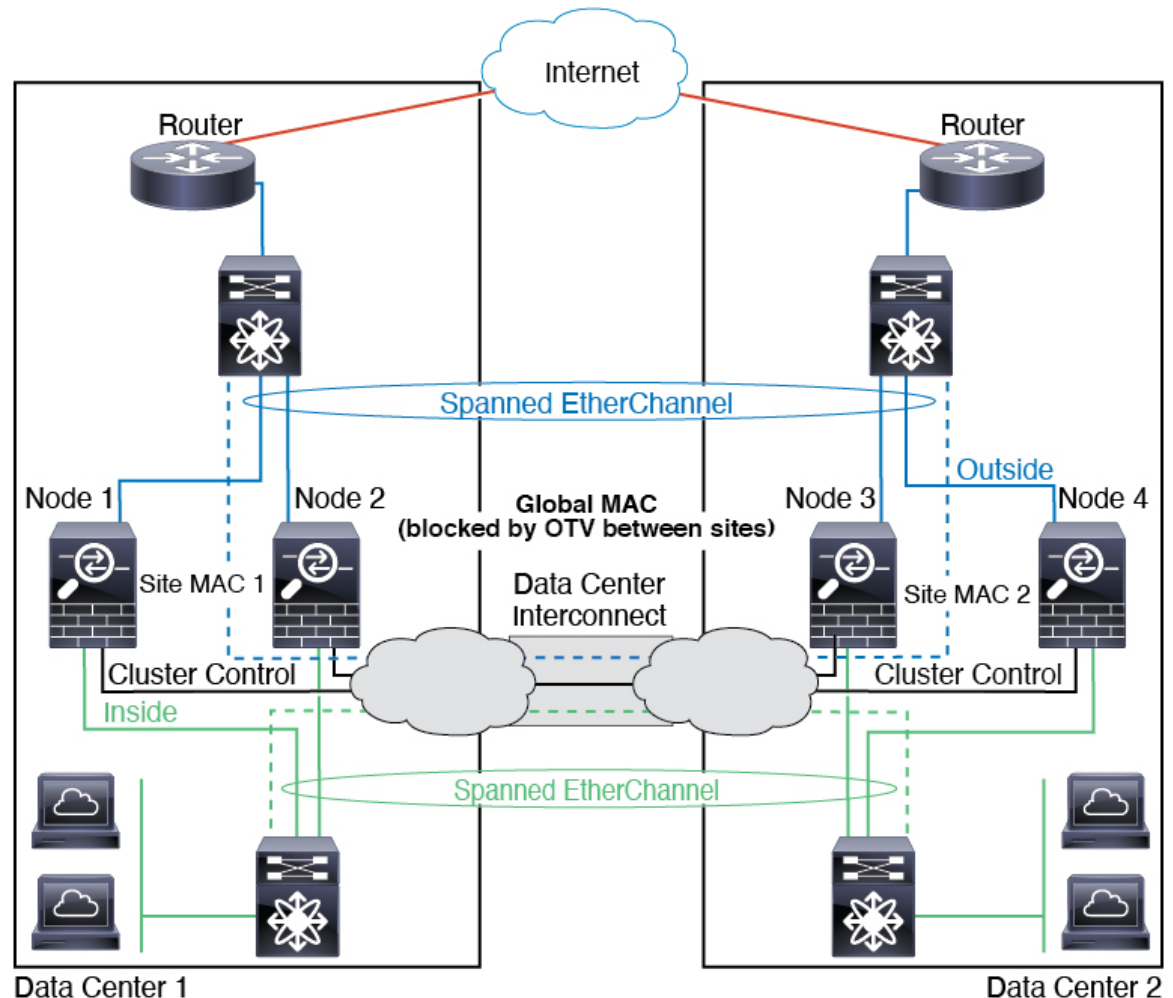 Internet
Router
Router
Spanned EtherChannel
Outside
Node 1
Node 2
Global MAC
(blocked by OTV between sites)
Node 3
Node 4
Site MAC 1
Data Center
Interconnect
Site MAC 2
Cluster Control
Cluster Control
Inside
Spanned EtherChannel
Data Center 1
Data Center 2